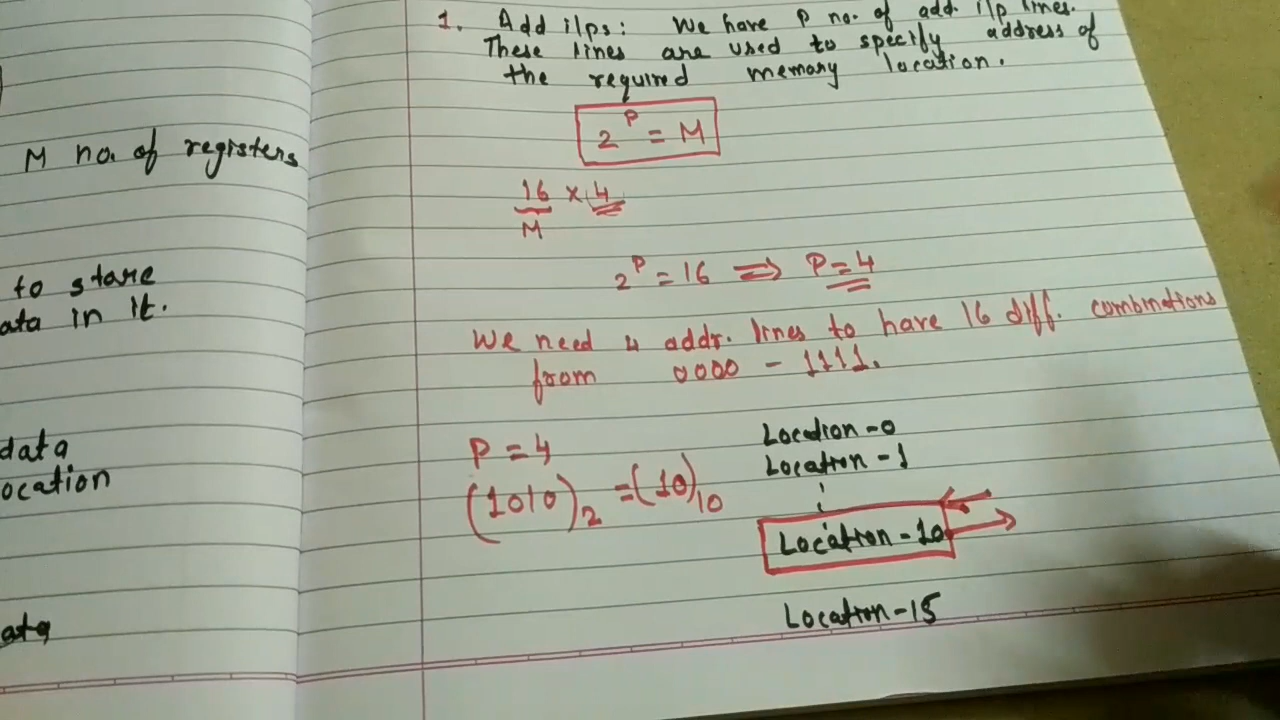 M no. of registers
to store
ata in it.
data
ocation
ata
1. Add i/ps: We have P no. of add. i/p lines.
These lines are used to specify address of
the required memory location.
2^P = M
16 × 4
M
2^P = 16 ⇒ P = 4
We need 4 addr. lines to have 16 diff. combinations
from 0000 - 1111.
P = 4
(1010)₂ = (10)₁₀
Location - 0
Location - 1
Location - 10
Location - 15